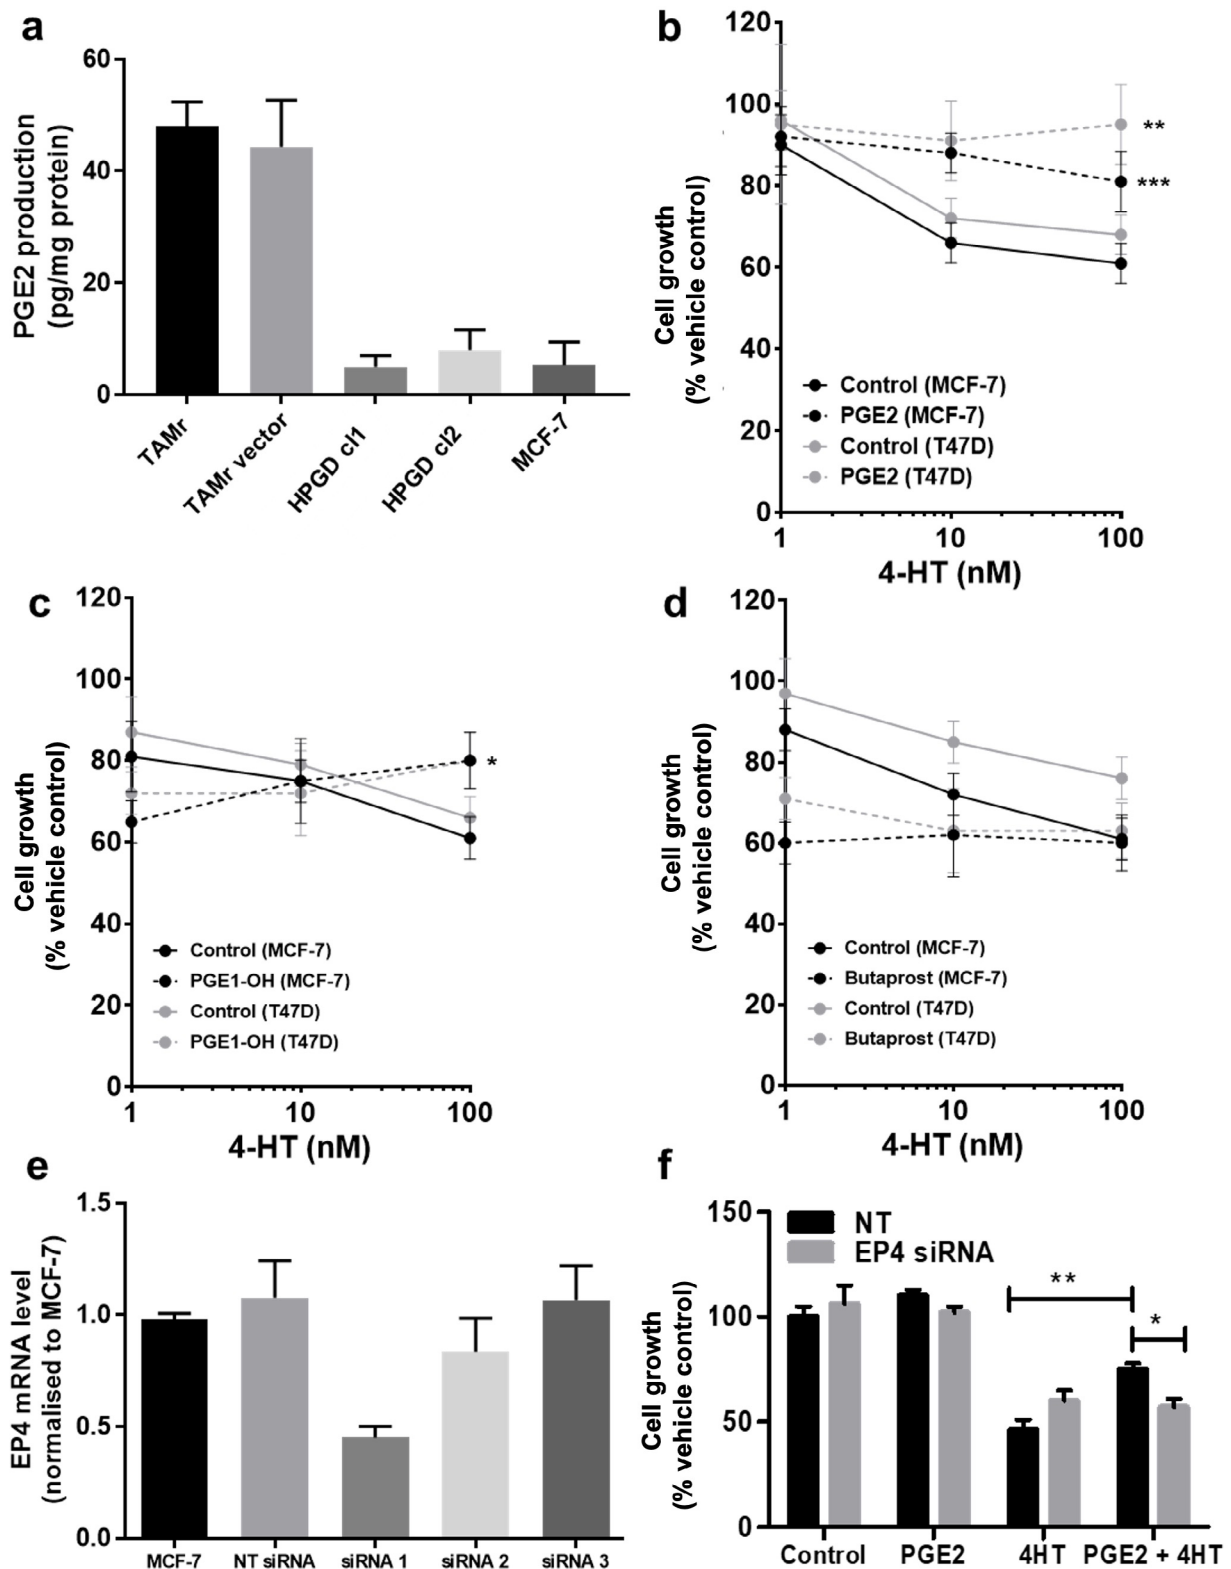 a
PGE2 production
(pg/mg protein)
60
40
20
0
TAMr
TAMr vector
HPGD cl1
HPGD cl2
MCF-7
b
Cell growth
(% vehicle control)
120
100
80
60
40
20
0
**
***
Control (MCF-7)
PGE2 (MCF-7)
Control (T47D)
PGE2 (T47D)
1
10
100
4-HT (nM)
c
Cell growth
(% vehicle control)
120
100
80
60
40
20
0
*
Control (MCF-7)
PGE1-OH (MCF-7)
Control (T47D)
PGE1-OH (T47D)
1
10
100
4-HT (nM)
d
Cell growth
(% vehicle control)
120
100
80
60
40
20
0
Control (MCF-7)
Butaprost (MCF-7)
Control (T47D)
Butaprost (T47D)
1
10
100
4-HT (nM)
e
EP4 mRNA level
(normalised to MCF-7)
1.5
1.0
0.5
0.0
MCF-7
NT siRNA
siRNA 1
siRNA 2
siRNA 3
f
Cell growth
(% vehicle control)
150
100
50
0
NT
EP4 siRNA
**
*
Control
PGE2
4HT
PGE2 + 4HT